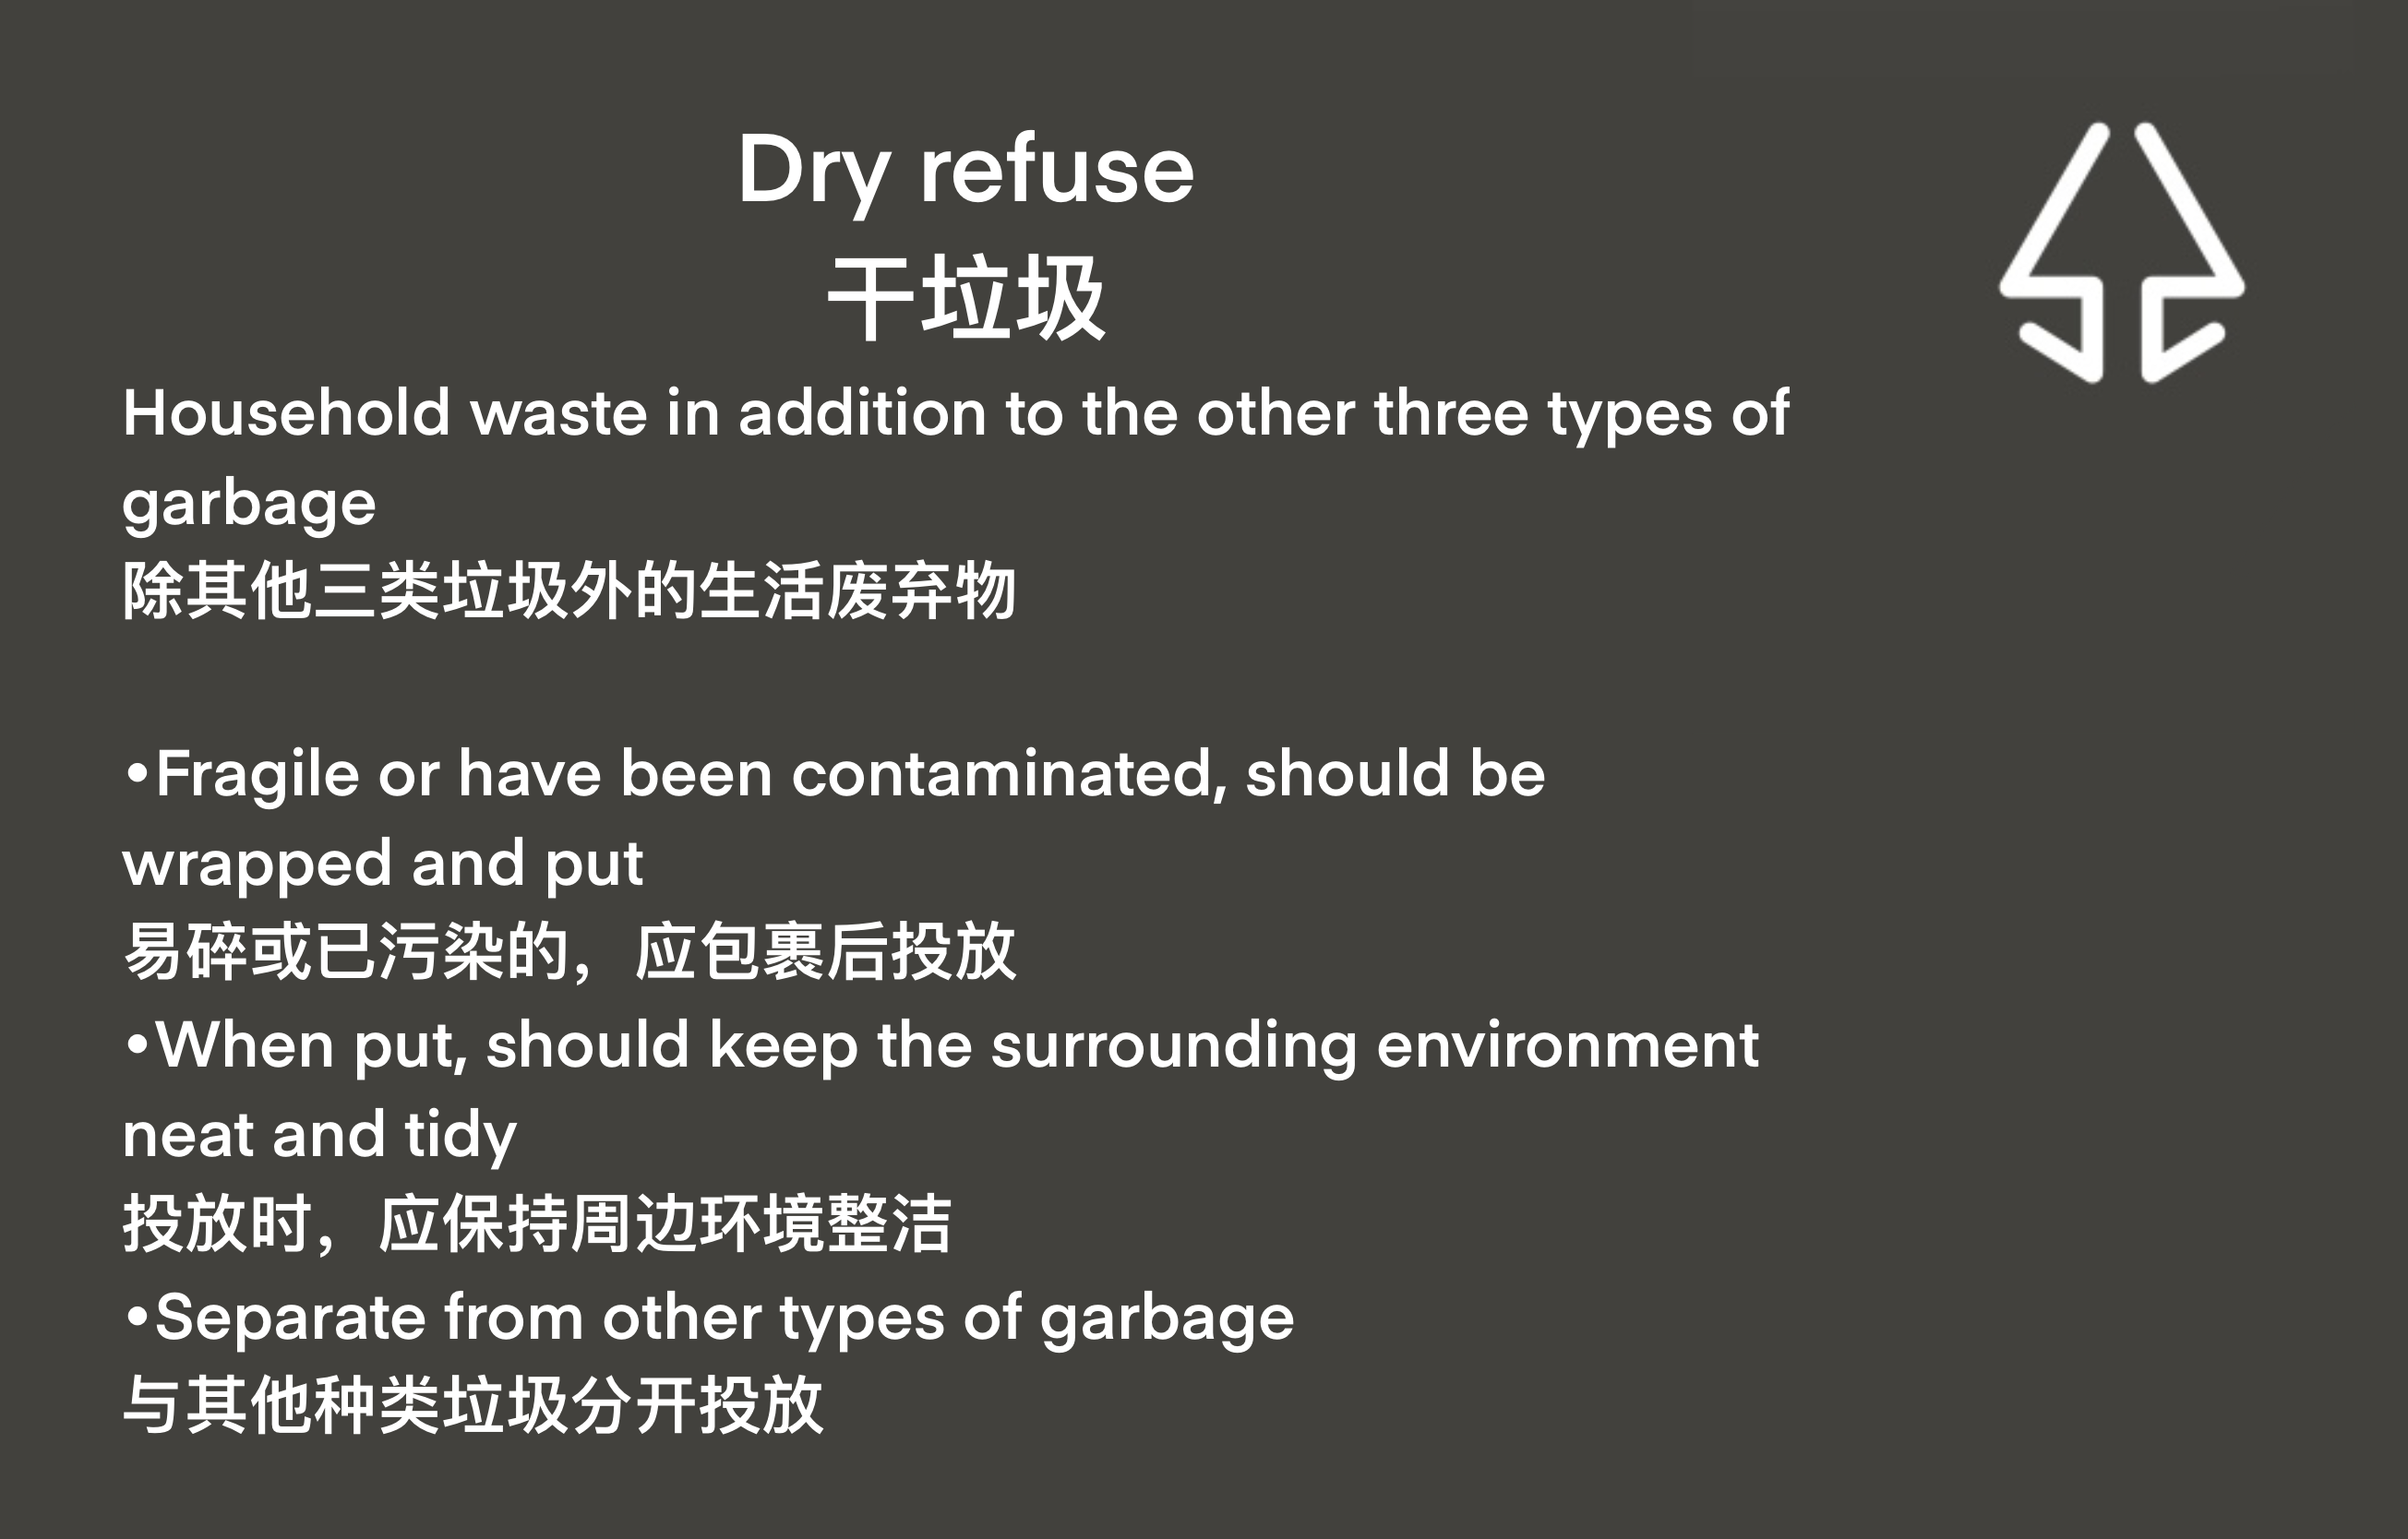 Dry refuse
干垃圾
Household waste in addition to the other three types of
garbage
除其他三类垃圾外的生活废弃物
•Fragile or have been contaminated, should be
wrapped and put
易碎或已污染的，应包裹后投放
•When put, should keep the surrounding environment
neat and tidy
投放时，应保持周边环境整洁
•Separate from other types of garbage
与其他种类垃圾分开投放